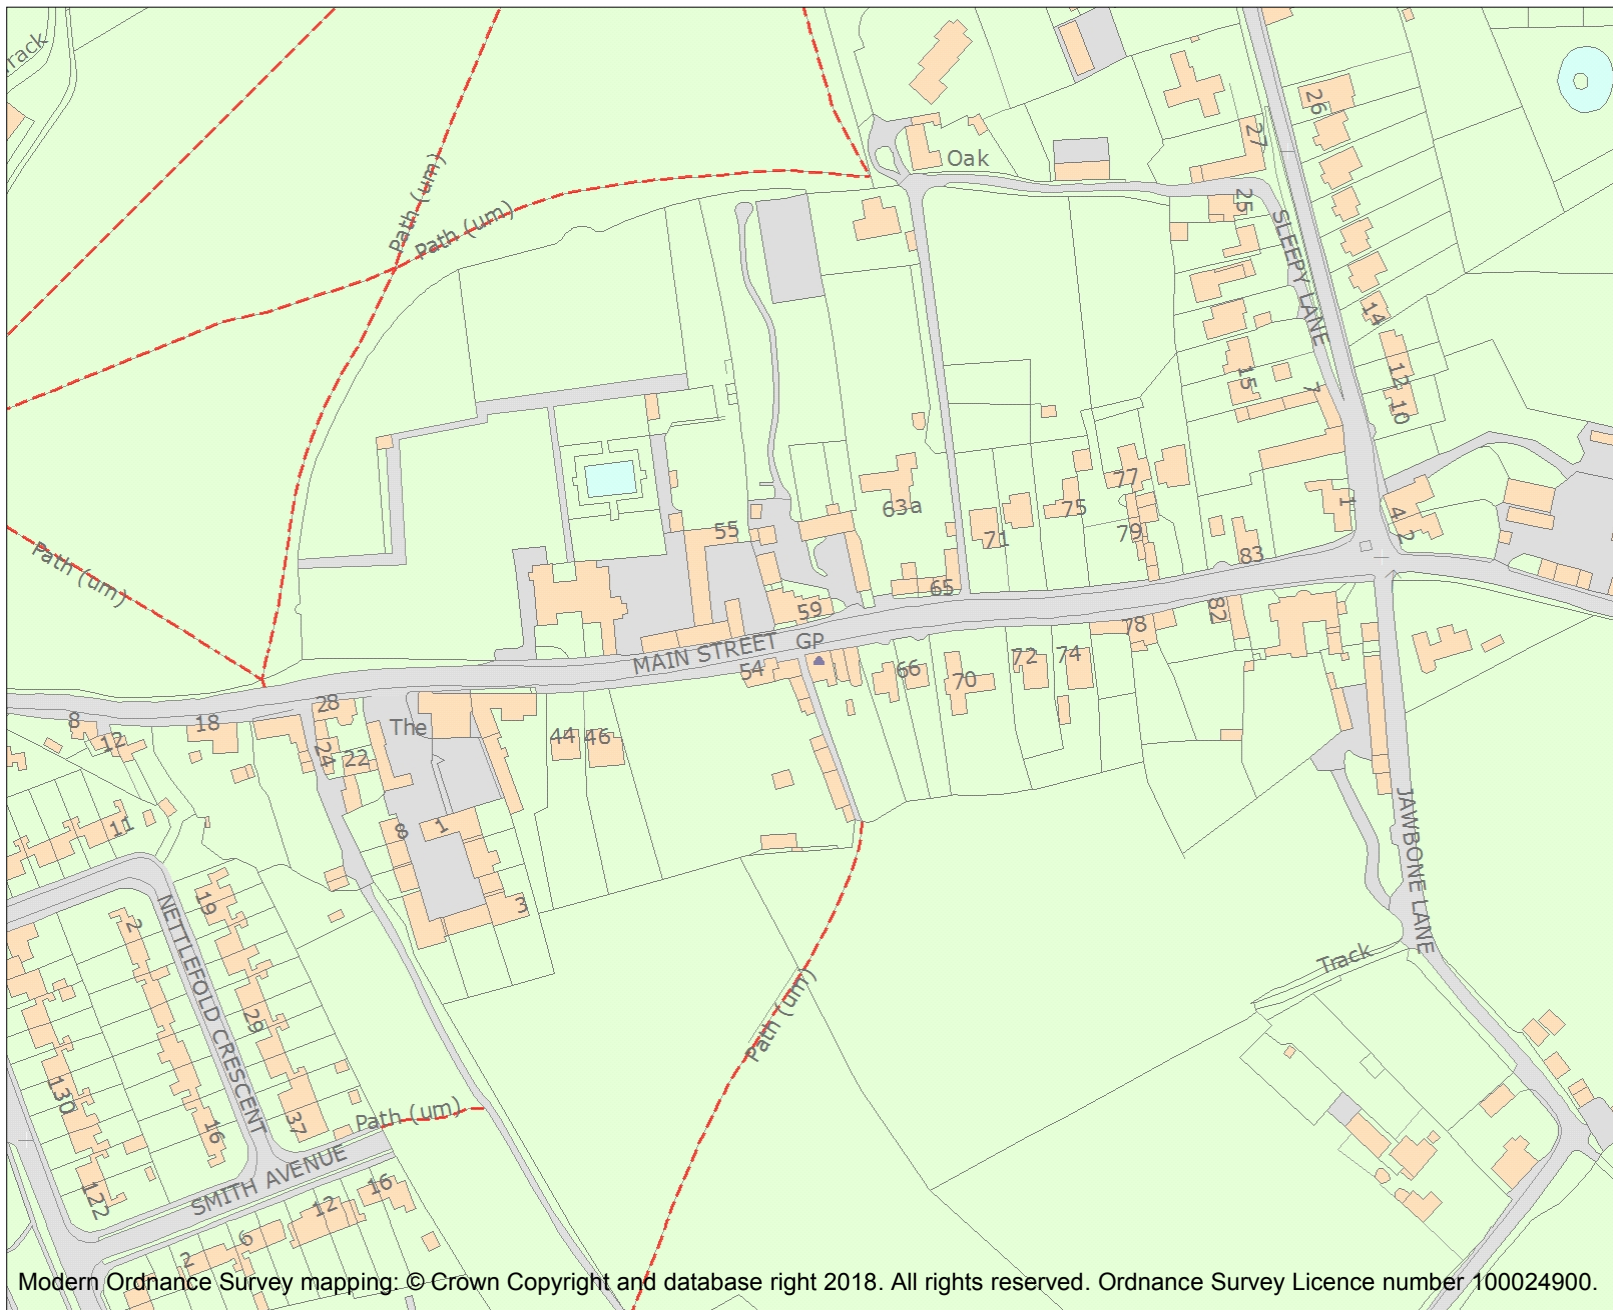 Track
26
27
Oak
Path (um)
Path (um)
25
SLEEPY LANE
14
12
15
7
10
77
63a
75
1
4
2
55
79
71
83
Path (um)
65
59
82
MAIN STREET
GP
78
54
66
72
74
70
28
8
18
The
12
24
22
44
46
11
8
1
JAWBONE LANE
19
3
2
NETTLEFOLD CRESCENT
Track
29
Path (um)
130
37
16
Path (um)
122
SMITH AVENUE
16
12
6
2
Modern Ordnance Survey mapping: © Crown Copyright and database right 2018. All rights reserved. Ordnance Survey Licence number 100024900.